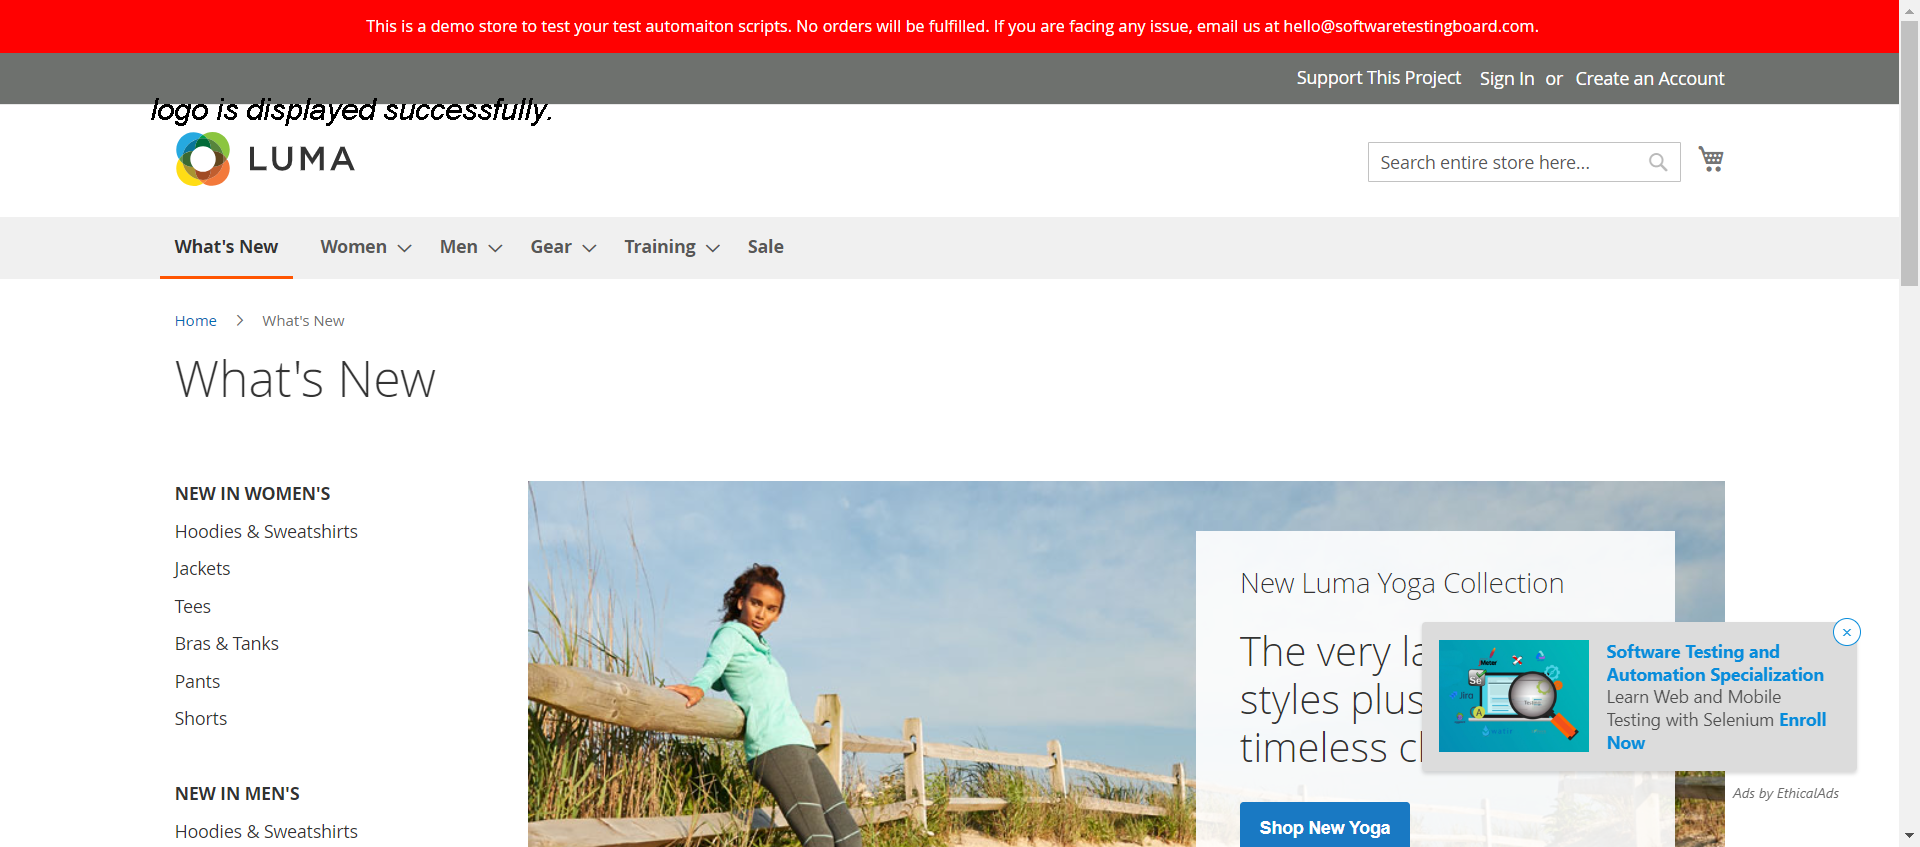 This is a demo store to test your test automaiton scripts. No orders will be fulfilled. If you are facing any issue, email us at hello@softwaretestingboard.com.
Support This Project Sign In or Create an Account
logo is displayed successfully.
LUMA
Search entire store here...
What's New Women Men Gear Training Sale
Home > What's New
What's New
NEW IN WOMEN'S
Hoodies & Sweatshirts
Jackets
Tees
Bras & Tanks
Pants
Shorts
NEW IN MEN'S
Hoodies & Sweatshirts
New Luma Yoga Collection
The very la
styles plus
timeless cl
Shop New Yoga
Software Testing and
Automation Specialization
Learn Web and Mobile
Testing with Selenium Enroll
Now
Ads by EthicalAds